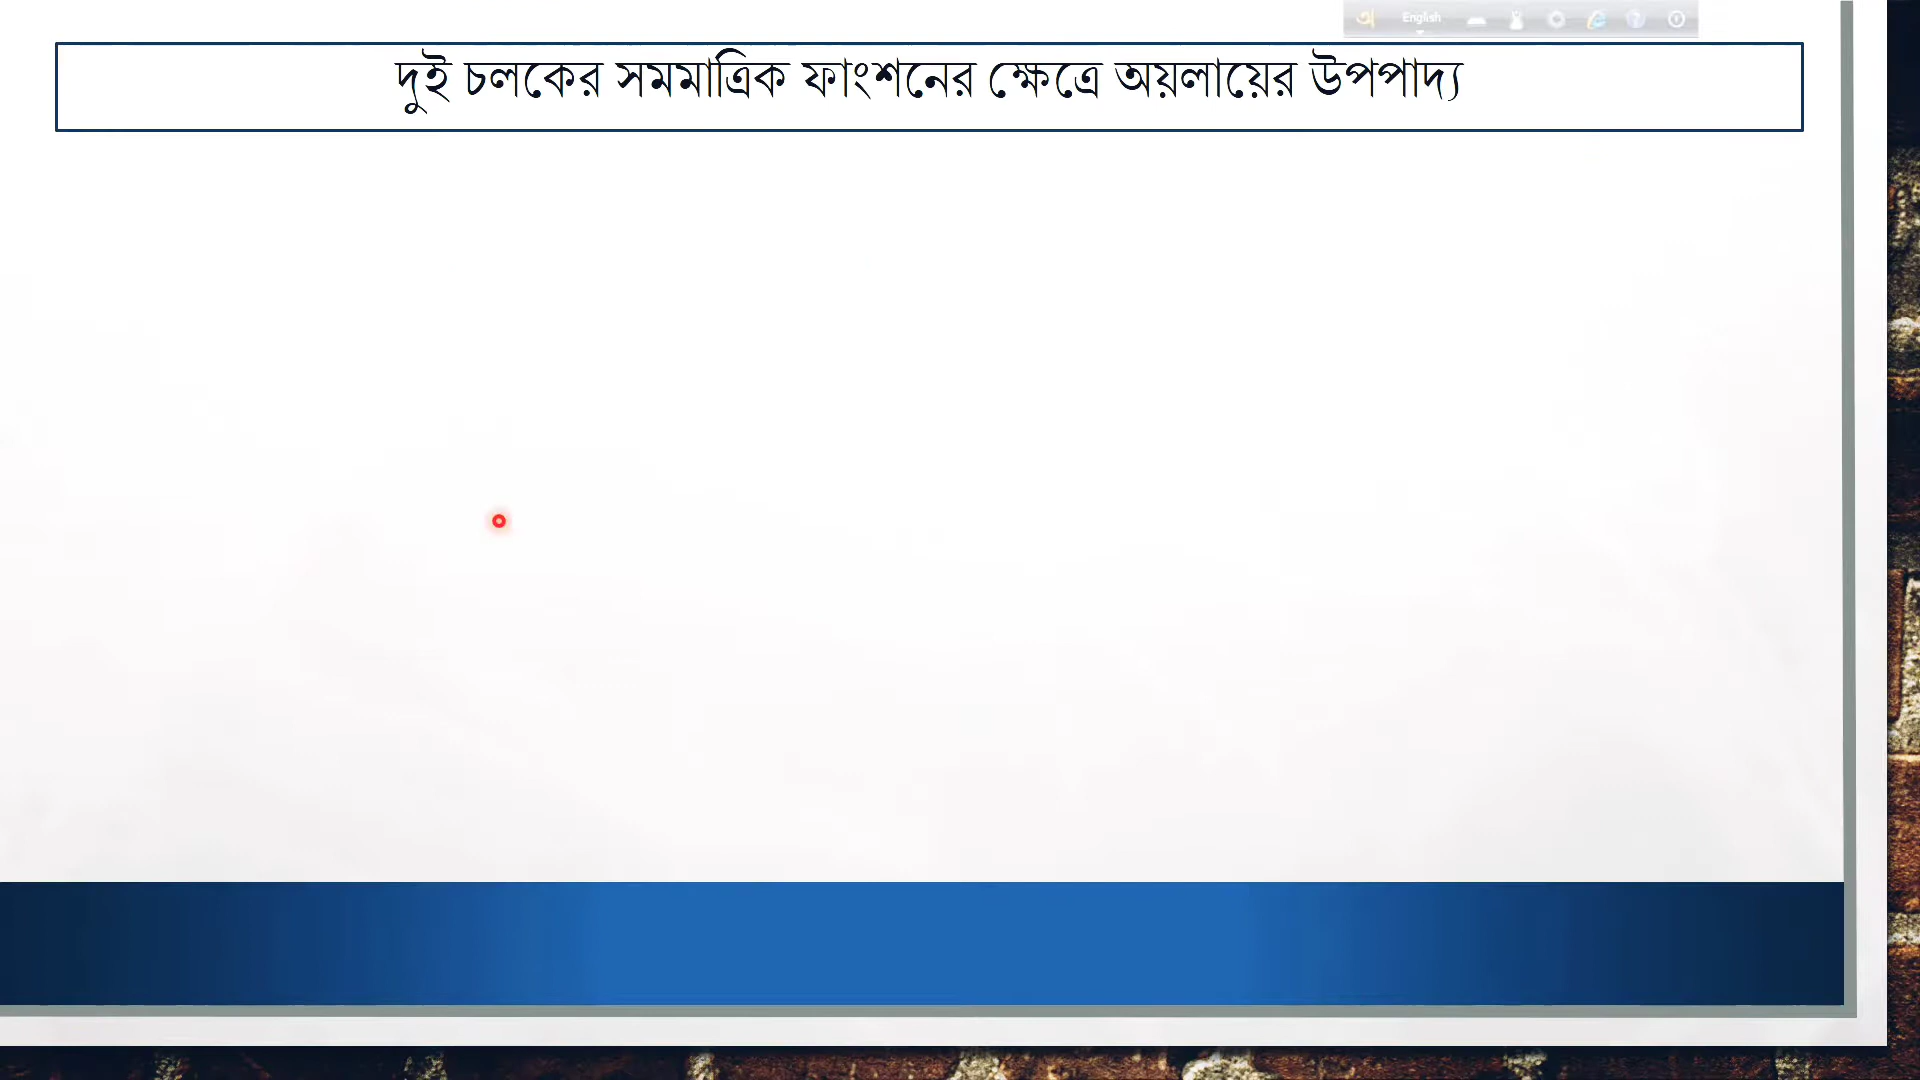 English
দুই চলকের সমমাত্রিক ফাংশনের ক্ষেত্রে অয়লায়ের উপপাদ্য